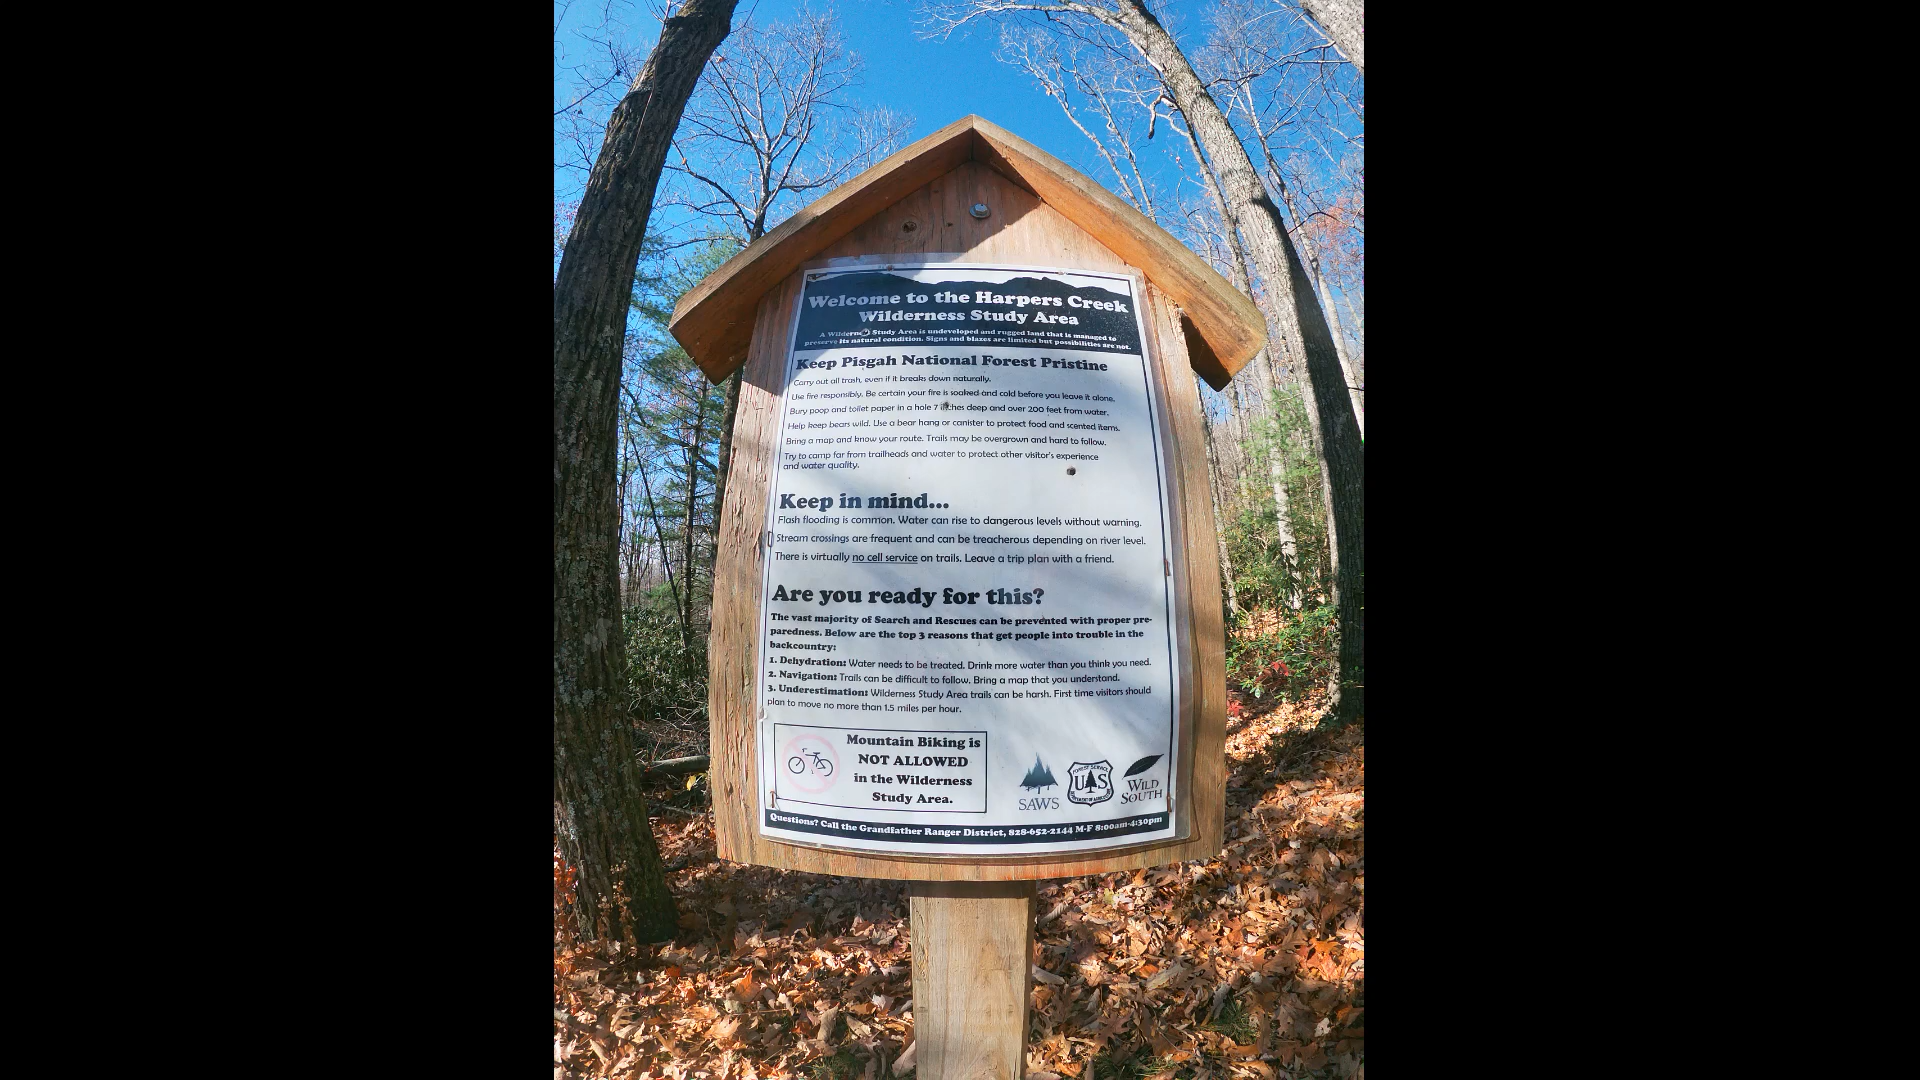 Welcome to the Harpers Creek
Wilderness Study Area
A Wilderness Study Area is undeveloped and rugged land that is managed to
preserve its natural condition. Signs and blazes are limited but possibilities are not.
Keep Pisgah National Forest Pristine
Carry out all trash, even if it breaks down naturally.
Use fire responsibly. Be certain your fire is soaked and cold before you leave it alone.
Bury poop and toilet paper in a hole 7 inches deep and over 200 feet from water.
Help keep bears wild. Use a bear hang or canister to protect food and scented items.
Bring a map and know your route. Trails may be overgrown and hard to follow.
Try to camp far from trailheads and water to protect other visitor's experience
and water quality.
Keep in mind...
Flash flooding is common. Water can rise to dangerous levels without warning.
Stream crossings are frequent and can be treacherous depending on river level.
There is virtually no cell service on trails. Leave a trip plan with a friend.
Are you ready for this?
The vast majority of Search and Rescues can be prevented with proper pre-
paredness. Below are the top 3 reasons that get people into trouble in the
backcountry:
1. Dehydration: Water needs to be treated. Drink more water than you think you need.
2. Navigation: Trails can be difficult to follow. Bring a map that you understand.
3. Underestimation: Wilderness Study Area trails can be harsh. First time visitors should
plan to move no more than 1.5 miles per hour.
Mountain Biking is
NOT ALLOWED
in the Wilderness
Study Area.
SAWS
FOREST SERVICE
U S
DEPARTMENT OF AGRICULTURE
WILD
SOUTH
Questions? Call the Grandfather Ranger District, 828-652-2144 M-F 8:00am-4:30pm